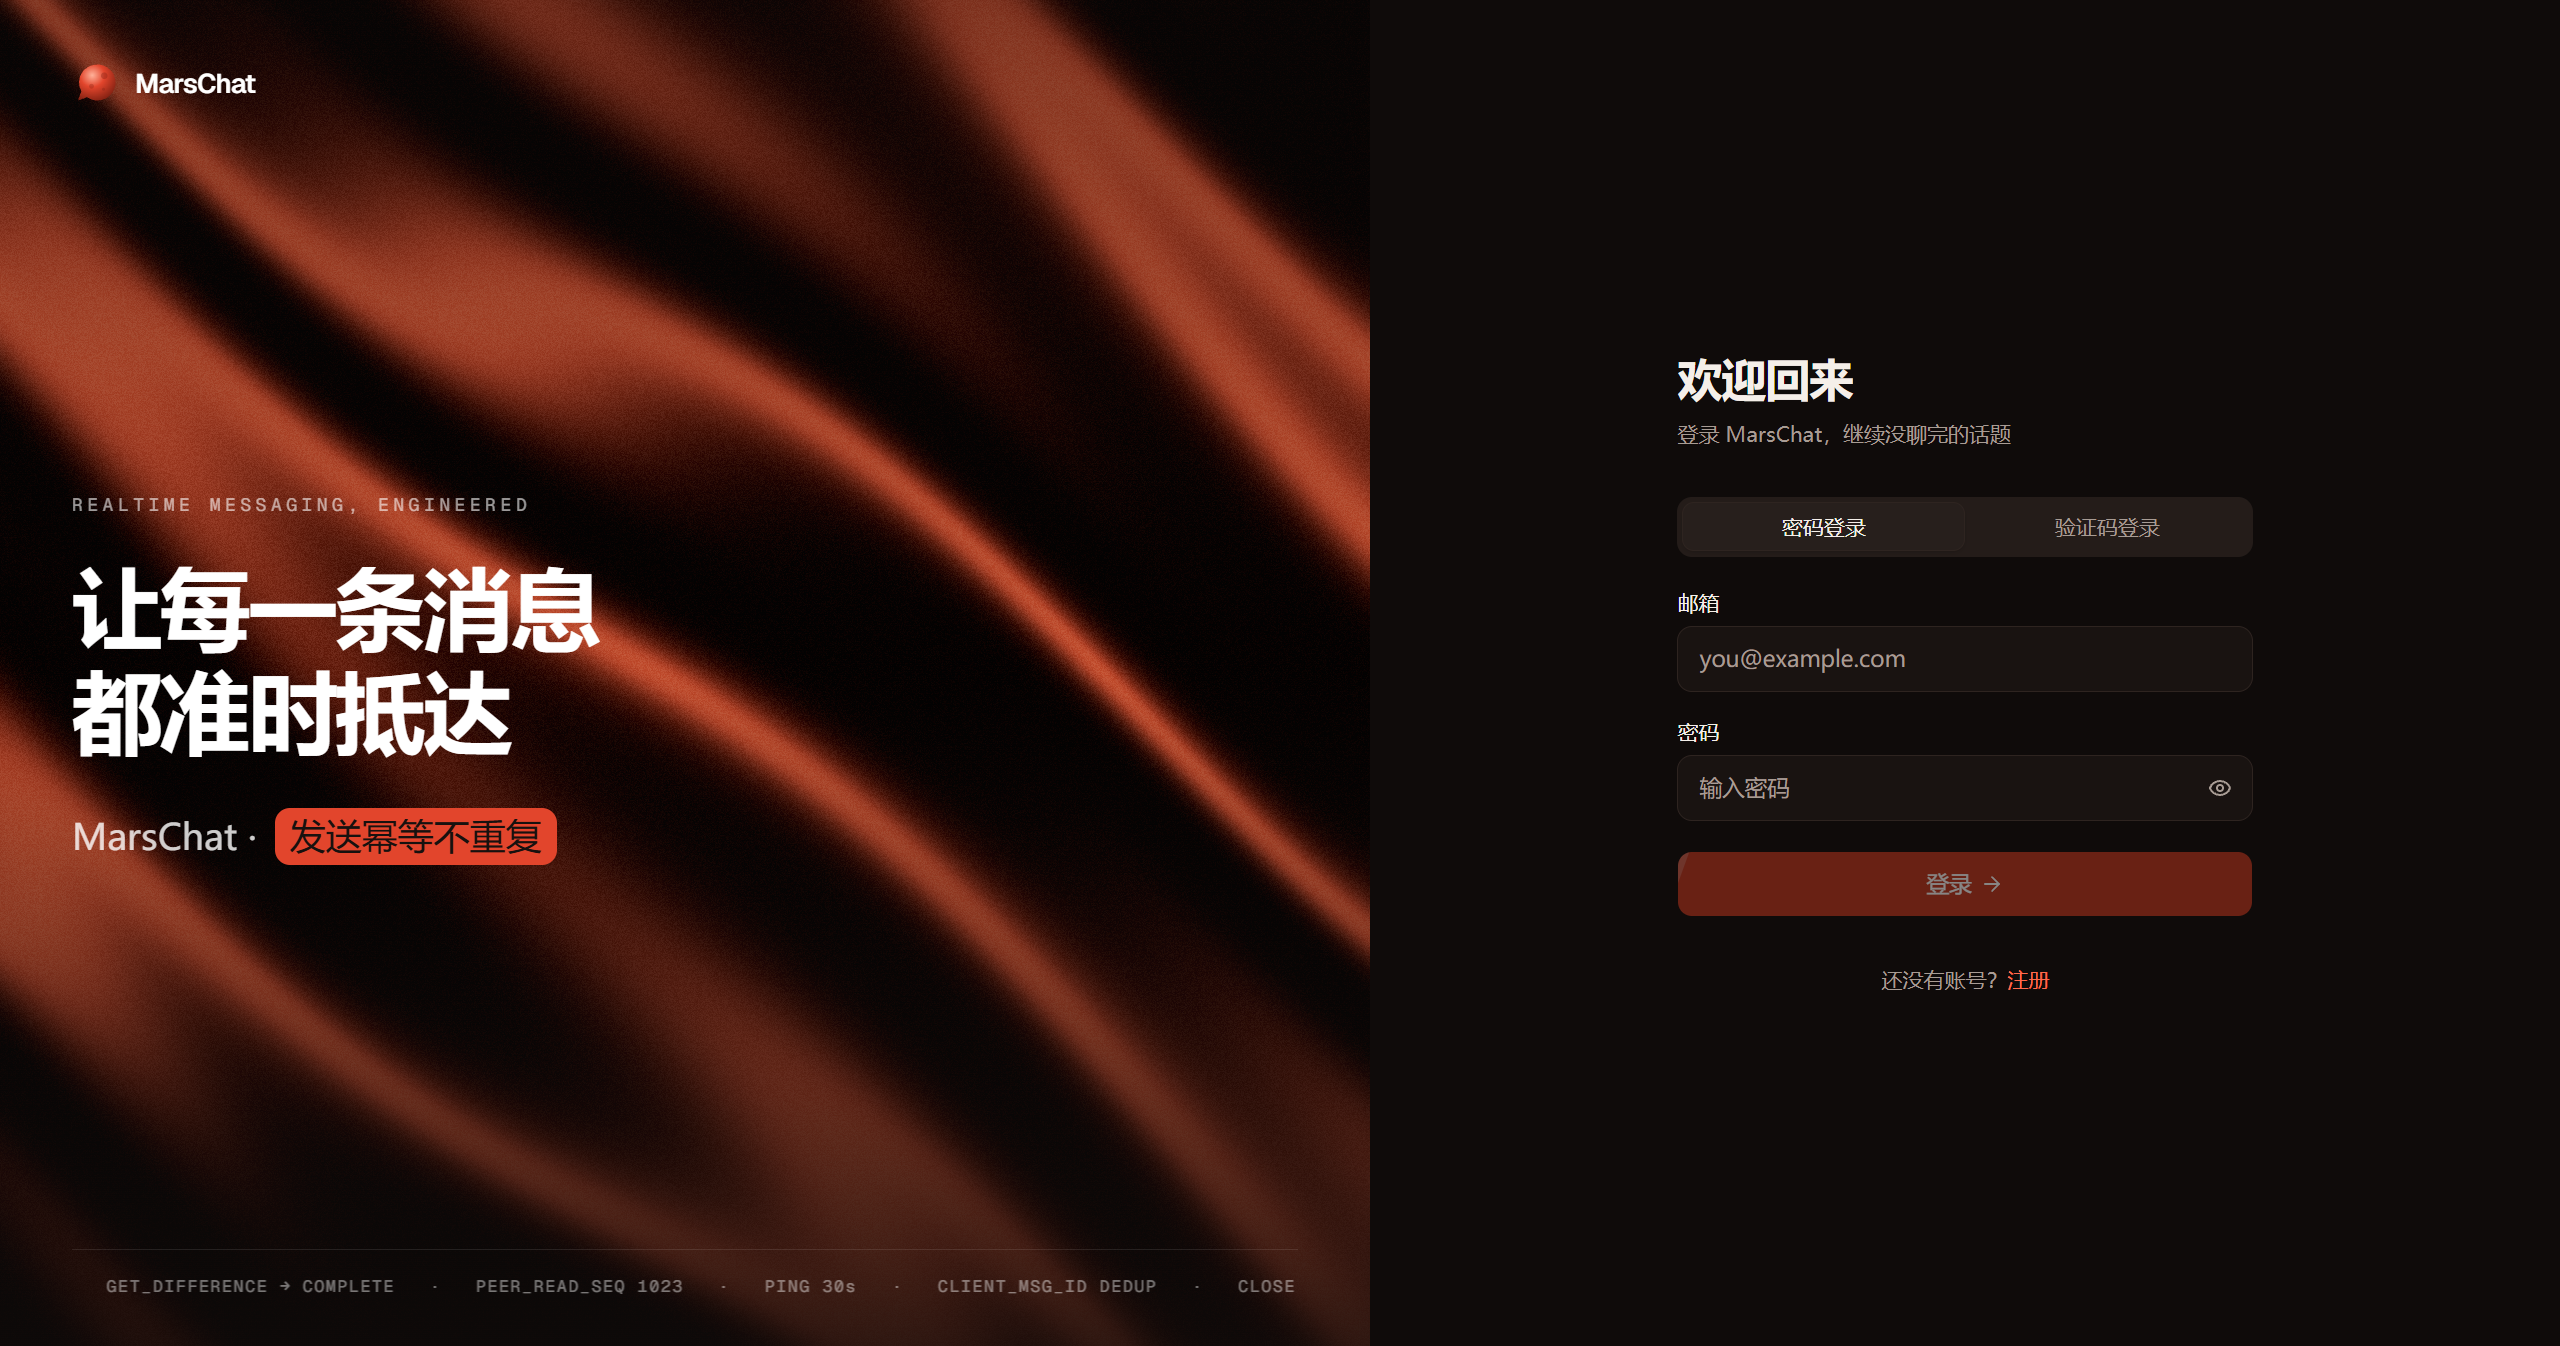 MarsChat
REALTIME MESSAGING, ENGINEERED
让每一条消息
都准时抵达
MarsChat · 发送幂等不重复
GET_DIFFERENCE → COMPLETE · PEER_READ_SEQ 1023 · PING 30s · CLIENT_MSG_ID DEDUP · CLOSE
欢迎回来
登录 MarsChat，继续没聊完的话题
密码登录 验证码登录
邮箱
you@example.com
密码
输入密码
登录 →
还没有账号？注册